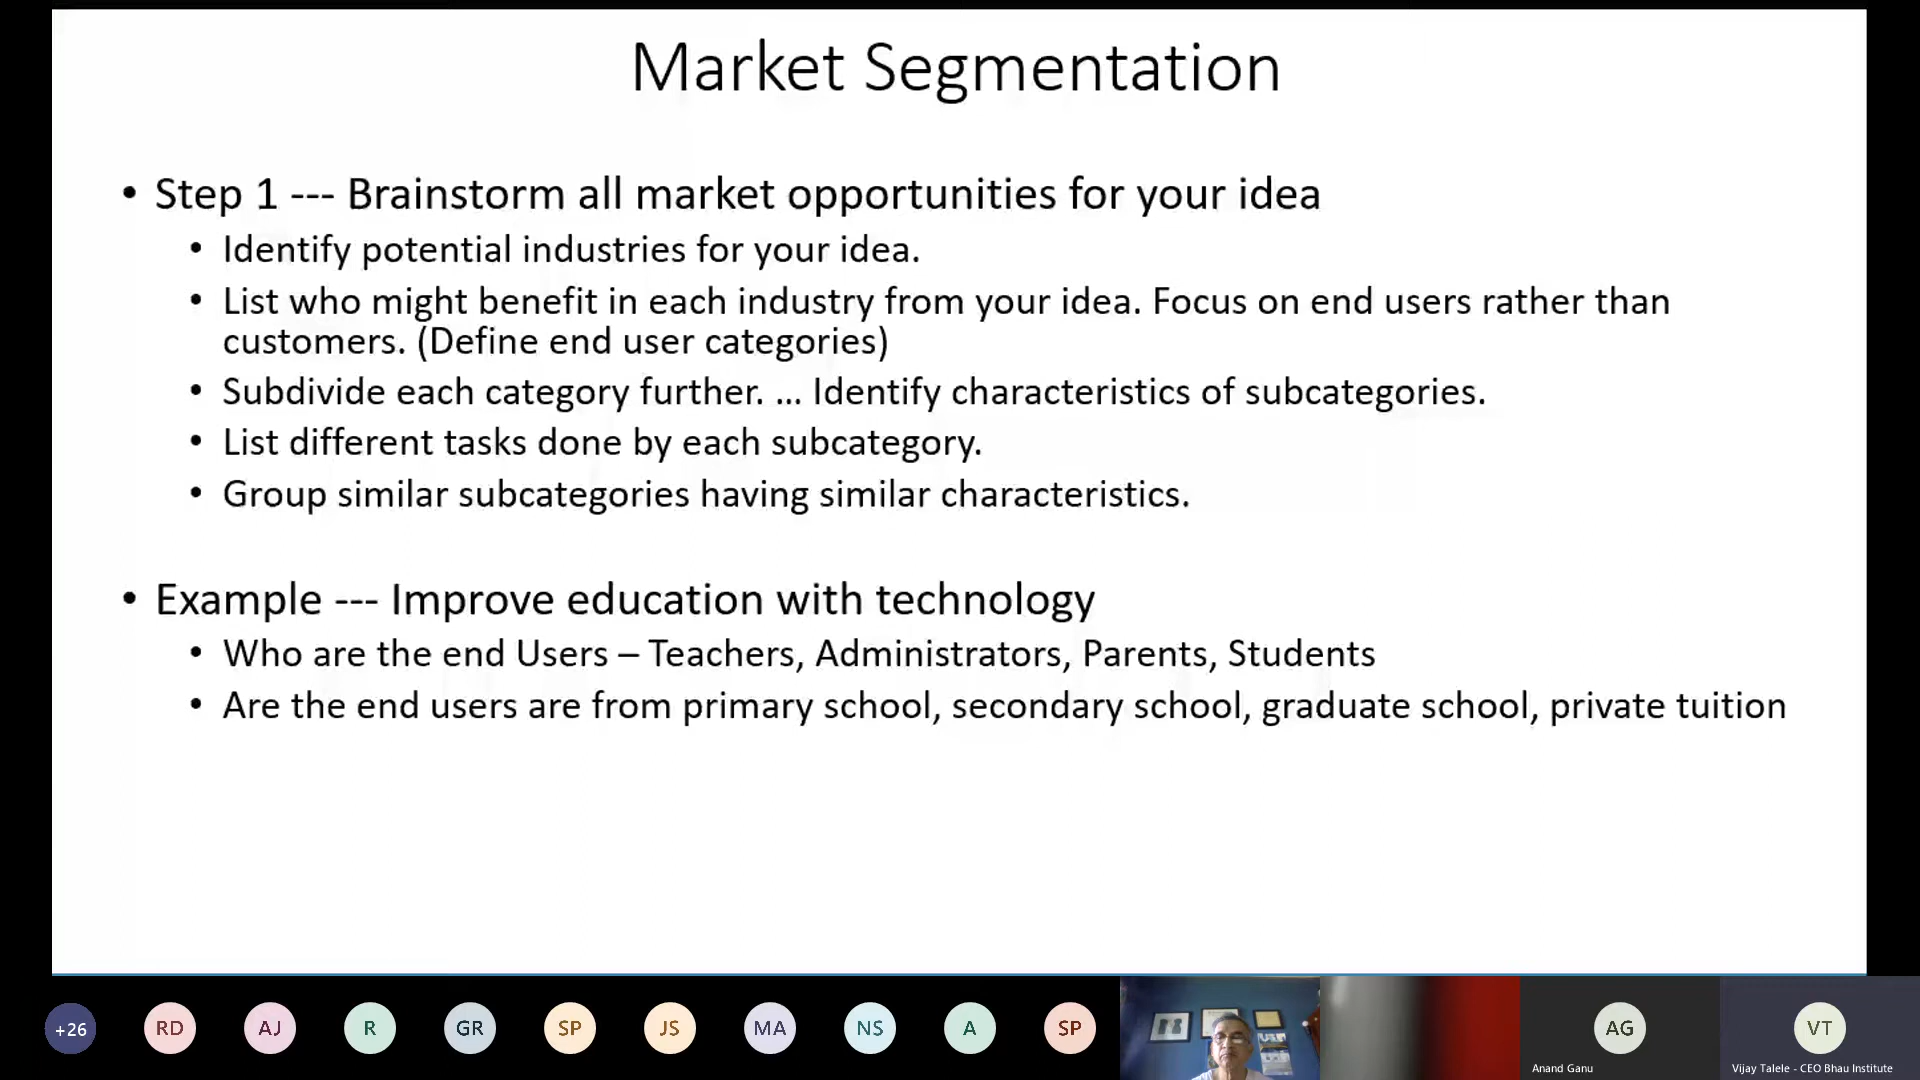 Market Segmentation
• Step 1 --- Brainstorm all market opportunities for your idea
• Identify potential industries for your idea.
• List who might benefit in each industry from your idea. Focus on end users rather than
customers. (Define end user categories)
• Subdivide each category further. ... Identify characteristics of subcategories.
• List different tasks done by each subcategory.
• Group similar subcategories having similar characteristics.
• Example --- Improve education with technology
• Who are the end Users – Teachers, Administrators, Parents, Students
• Are the end users are from primary school, secondary school, graduate school, private tuition
+26 RD AJ R GR SP JS MA NS A SP AG VT
Anand Ganu Vijay Talele - CEO Bhau Institute